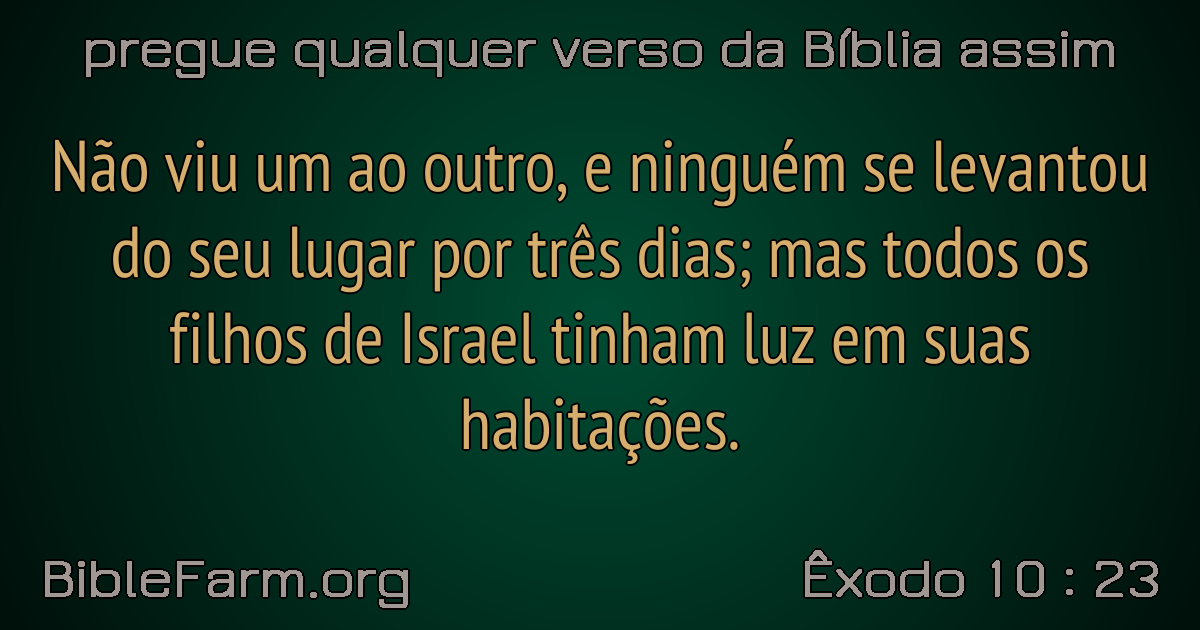 pregue qualquer verso da Bíblia assim
Não viu um ao outro, e ninguém se levantou
do seu lugar por três dias; mas todos os
filhos de Israel tinham luz em suas
habitações.
BibleFarm.org
Êxodo 10 : 23